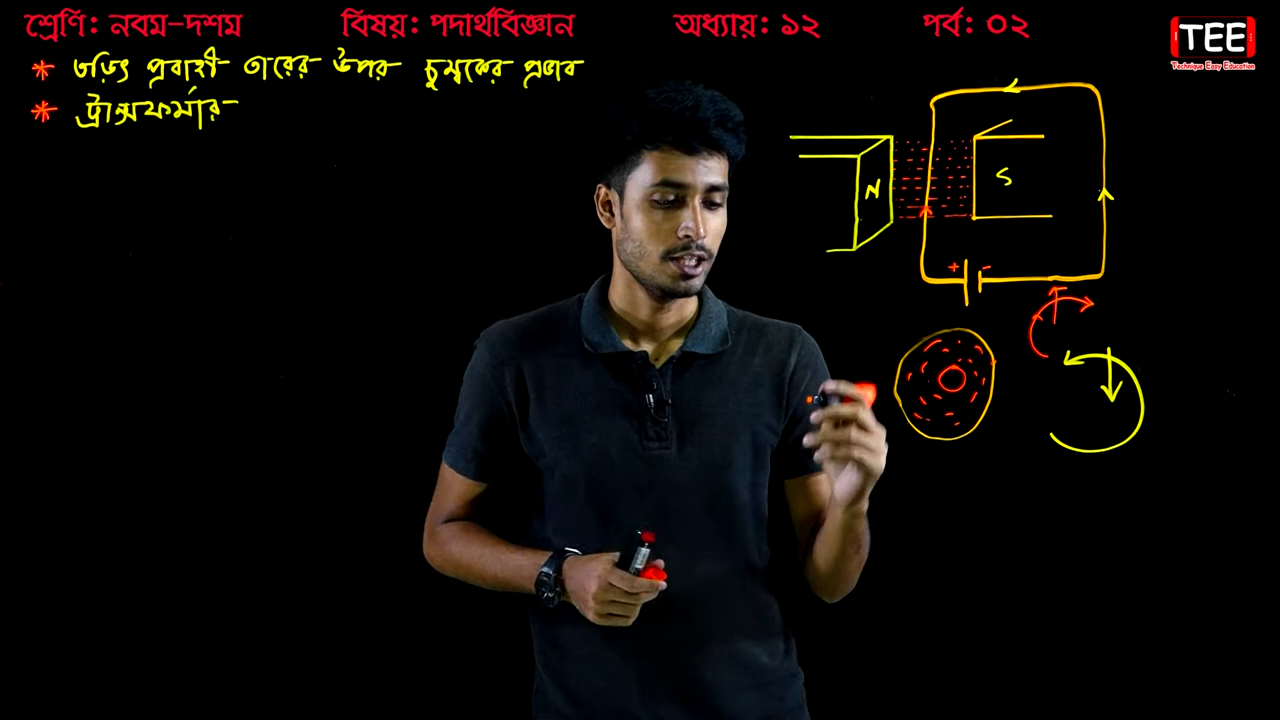 শ্রেণি: নবম-দশম বিষয়: পদার্থবিজ্ঞান অধ্যায়: ১২ পর্ব: ০২
TEE
Technique Easy Education
* তড়িৎ প্রবাহী তারের উপর চুম্বকের প্রভাব
* ট্রান্সফর্মার
N
S
+ -